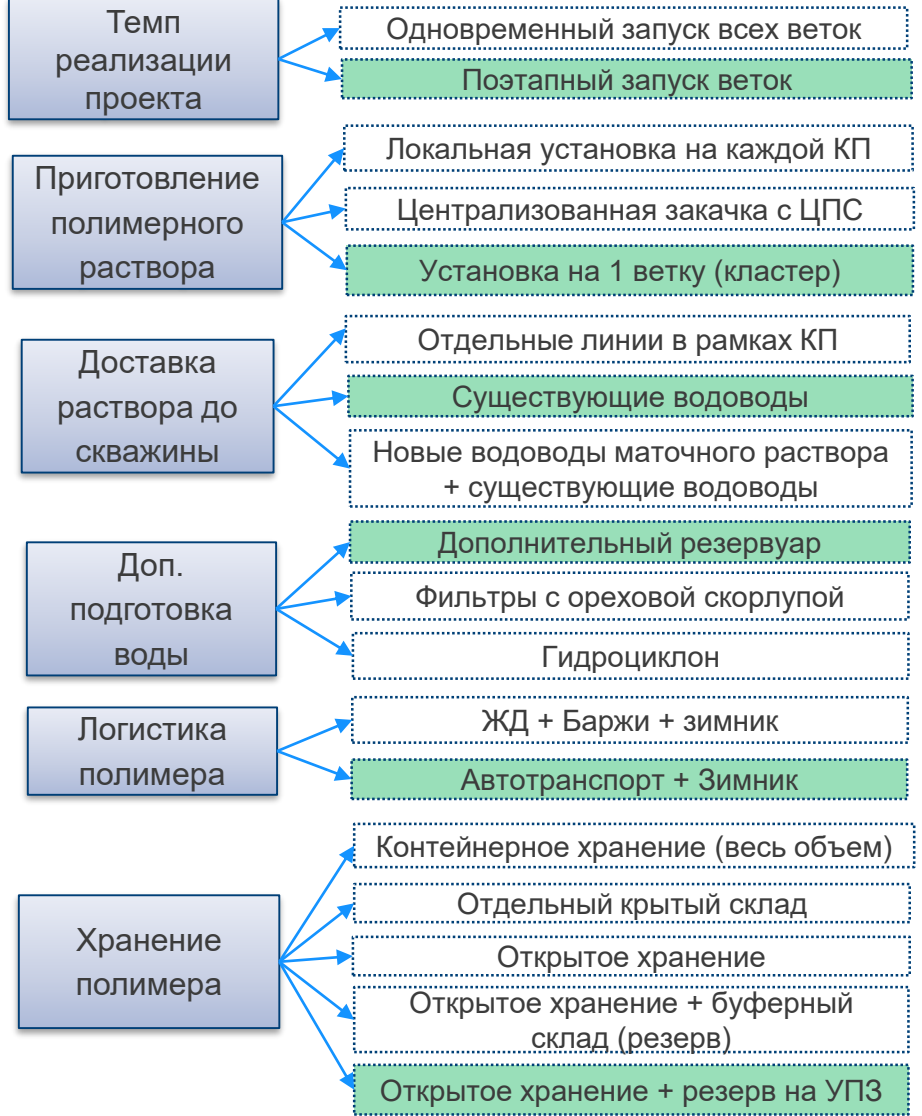 Темп
реализации
проекта
Одновременный запуск всех веток
Поэтапный запуск веток
Приготовление
полимерного
раствора
Локальная установка на каждой КП
Централизованная закачка с ЦПС
Установка на 1 ветку (кластер)
Доставка
раствора до
скважины
Отдельные линии в рамках КП
Существующие водоводы
Новые водоводы маточного раствора
+ существующие водоводы
Доп.
подготовка
воды
Дополнительный резервуар
Фильтры с ореховой скорлупой
Гидроциклон
Логистика
полимера
ЖД + Баржи + зимник
Автотранспорт + Зимник
Хранение
полимера
Контейнерное хранение (весь объем)
Отдельный крытый склад
Открытое хранение
Открытое хранение + буферный
склад (резерв)
Открытое хранение + резерв на УПЗ